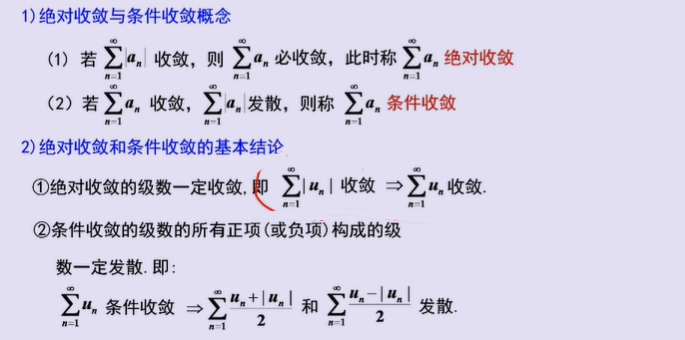 1)绝对收敛与条件收敛概念
(1) 若 $\sum_{n=1}^{\infty}|a_n|$ 收敛，则 $\sum_{n=1}^{\infty}a_n$ 必收敛，此时称 $\sum_{n=1}^{\infty}a_n$ 绝对收敛
(2) 若 $\sum_{n=1}^{\infty}a_n$ 收敛，$\sum_{n=1}^{\infty}|a_n|$ 发散，则称 $\sum_{n=1}^{\infty}a_n$ 条件收敛
2)绝对收敛和条件收敛的基本结论
①绝对收敛的级数一定收敛,即 $\sum_{n=1}^{\infty}|u_n|$ 收敛 $\Rightarrow \sum_{n=1}^{\infty}u_n$ 收敛.
②条件收敛的级数的所有正项(或负项)构成的级
数一定发散.即:
$\sum_{n=1}^{\infty}u_n$ 条件收敛 $\Rightarrow \sum_{n=1}^{\infty}\frac{u_n+|u_n|}{2}$ 和 $\sum_{n=1}^{\infty}\frac{u_n-|u_n|}{2}$ 发散.